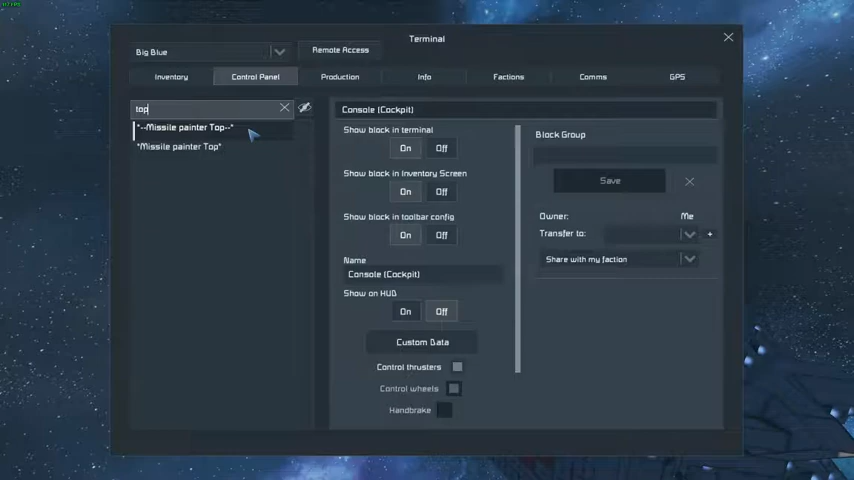 Terminal
Big Blue
Remote Access
Inventory
Control Panel
Production
Info
Factions
Comms
GPS
top
*--Missile painter Top--*
*Missile painter Top*
Console (Cockpit)
Show block in terminal
On
Off
Show block in Inventory Screen
On
Off
Show block in toolbar config
On
Off
Name
Console (Cockpit)
Show on HUD
On
Off
Custom Data
Control thrusters
Control wheels
Handbrake
Block Group
Save
Owner:
Me
Transfer to:
+
Share with my faction